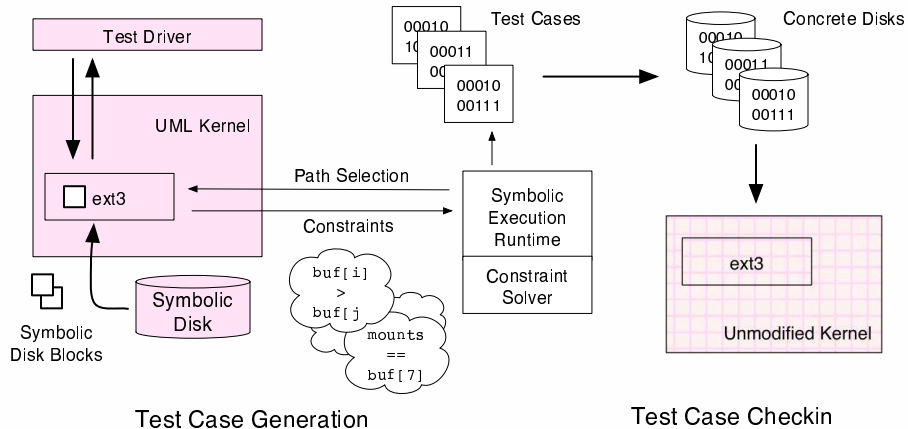 Test Driver
UML Kernel
ext3
Symbolic
Disk Blocks
Symbolic
Disk
Path Selection
Constraints
buf[i]
>
buf[j
mounts
==
buf[7]
Symbolic
Execution
Runtime
Constraint
Solver
Test Cases
00010
10
00011
00
00010
00111
Concrete Disks
00010
10
00011
00
00010
00111
ext3
Unmodified Kernel
Test Case Generation
Test Case Checkin